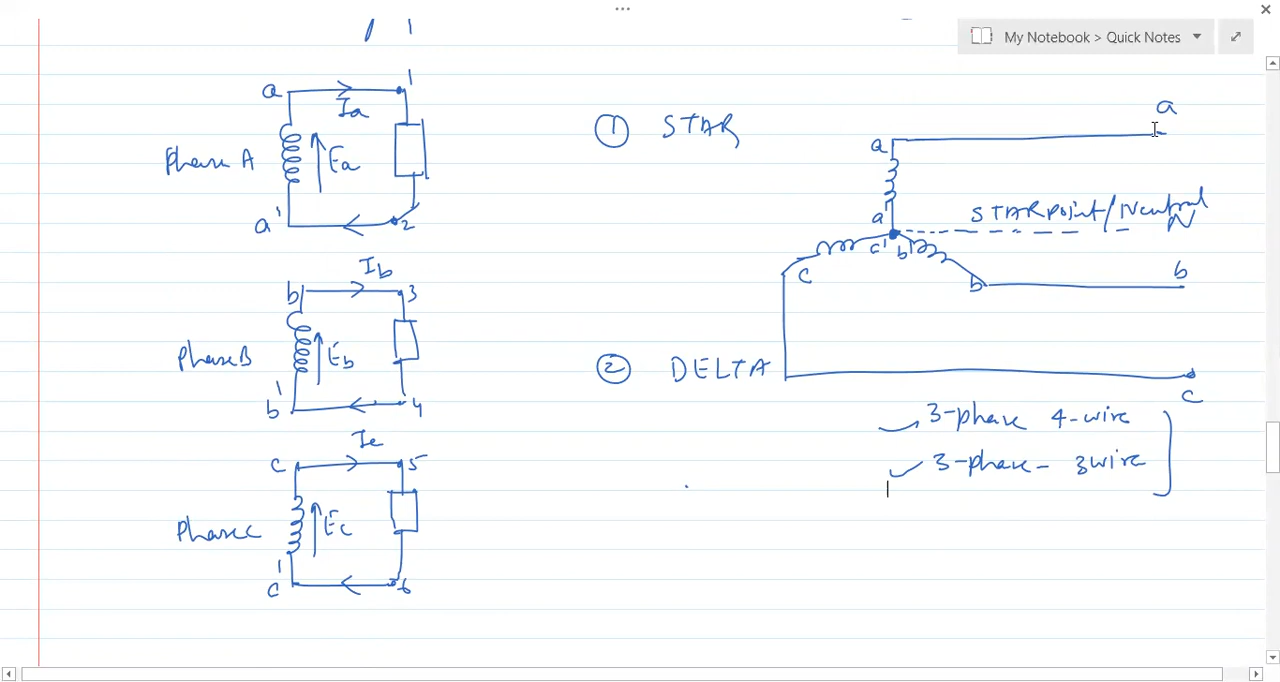 My Notebook > Quick Notes
a
1
Ia
Phase A
Ea
a'
2
Ib
b
3
Phase B
Eb
b'
4
Ic
c
5
Phase C
Ec
c'
6
① STAR
a
a
a'
STAR point/Neutral
N
c'
b'
c
b
b
② DELTA
c
3-phase 4-wire
3-phase - 3wire